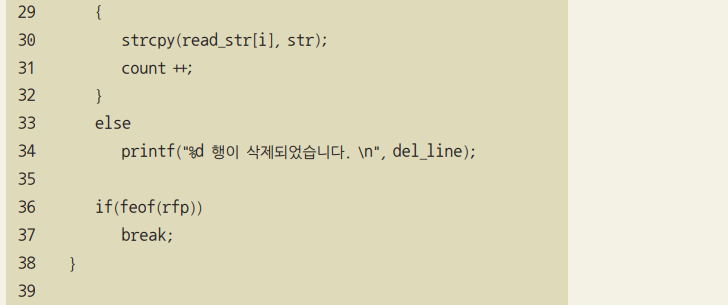 29 {
30 strcpy(read_str[i], str);
31 count ++;
32 }
33 else
34 printf("%d 행이 삭제되었습니다. \n", del_line);
35
36 if(feof(rfp))
37 break;
38 }
39